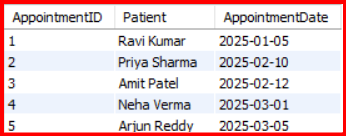 AppointmentID Patient AppointmentDate
1 Ravi Kumar 2025-01-05
2 Priya Sharma 2025-02-10
3 Amit Patel 2025-02-12
4 Neha Verma 2025-03-01
5 Arjun Reddy 2025-03-05